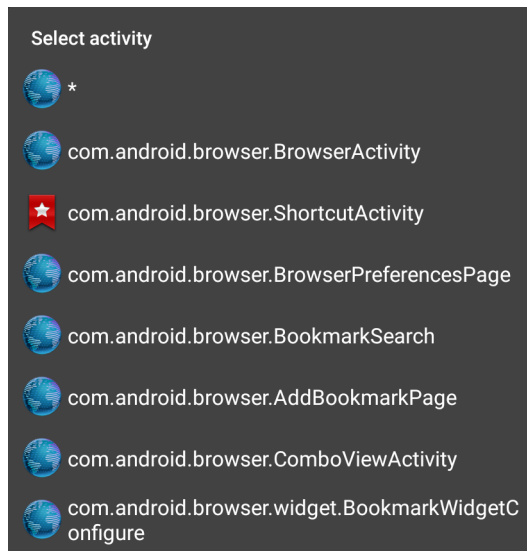 Select activity
*
com.android.browser.BrowserActivity
com.android.browser.ShortcutActivity
com.android.browser.BrowserPreferencesPage
com.android.browser.BookmarkSearch
com.android.browser.AddBookmarkPage
com.android.browser.ComboViewActivity
com.android.browser.widget.BookmarkWidgetC
onfigure